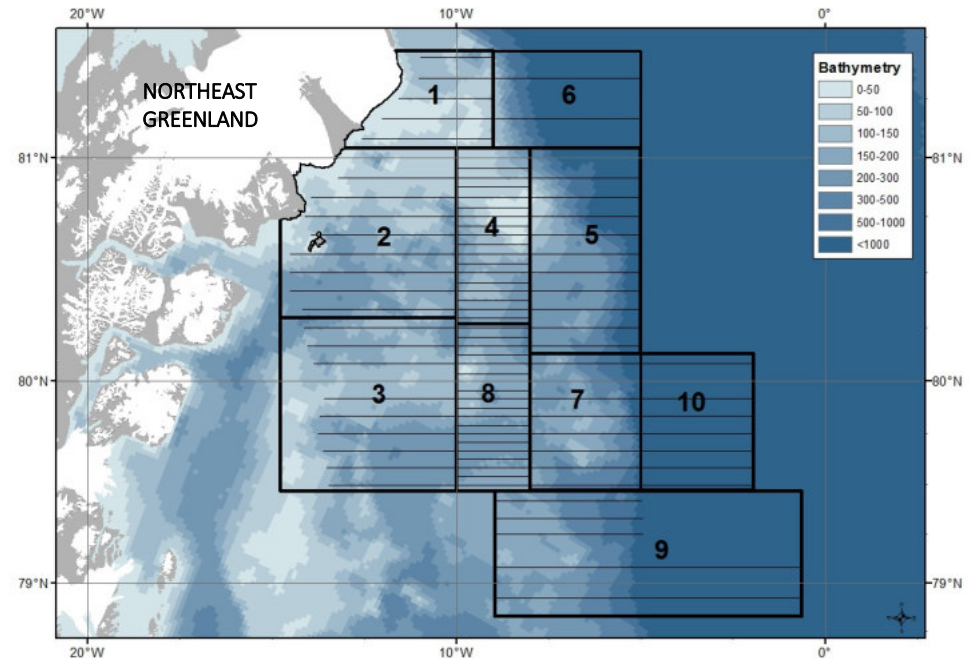 20°W 10°W 0°
NORTHEAST
GREENLAND
Bathymetry
0-50
50-100
100-150
150-200
200-300
300-500
500-1000
<1000
1 6
81°N 81°N
2 4 5
80°N 80°N
3 8 7 10
9
79°N 79°N
20°W 10°W 0°